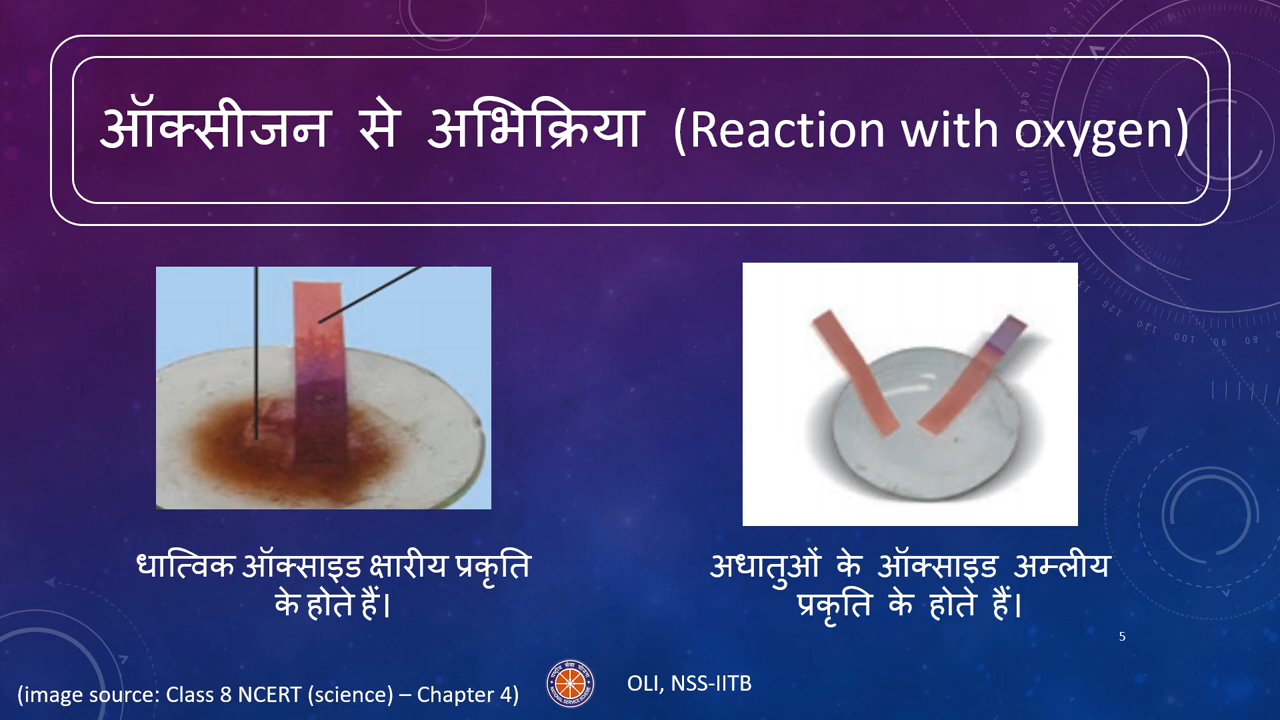 ऑक्सीजन से अभिक्रिया (Reaction with oxygen)
धात्विक ऑक्साइड क्षारीय प्रकृति
के होते हैं।
अधातुओं के ऑक्साइड अम्लीय
प्रकृति के होते हैं।
5
(image source: Class 8 NCERT (science) – Chapter 4)
OLI, NSS-IITB